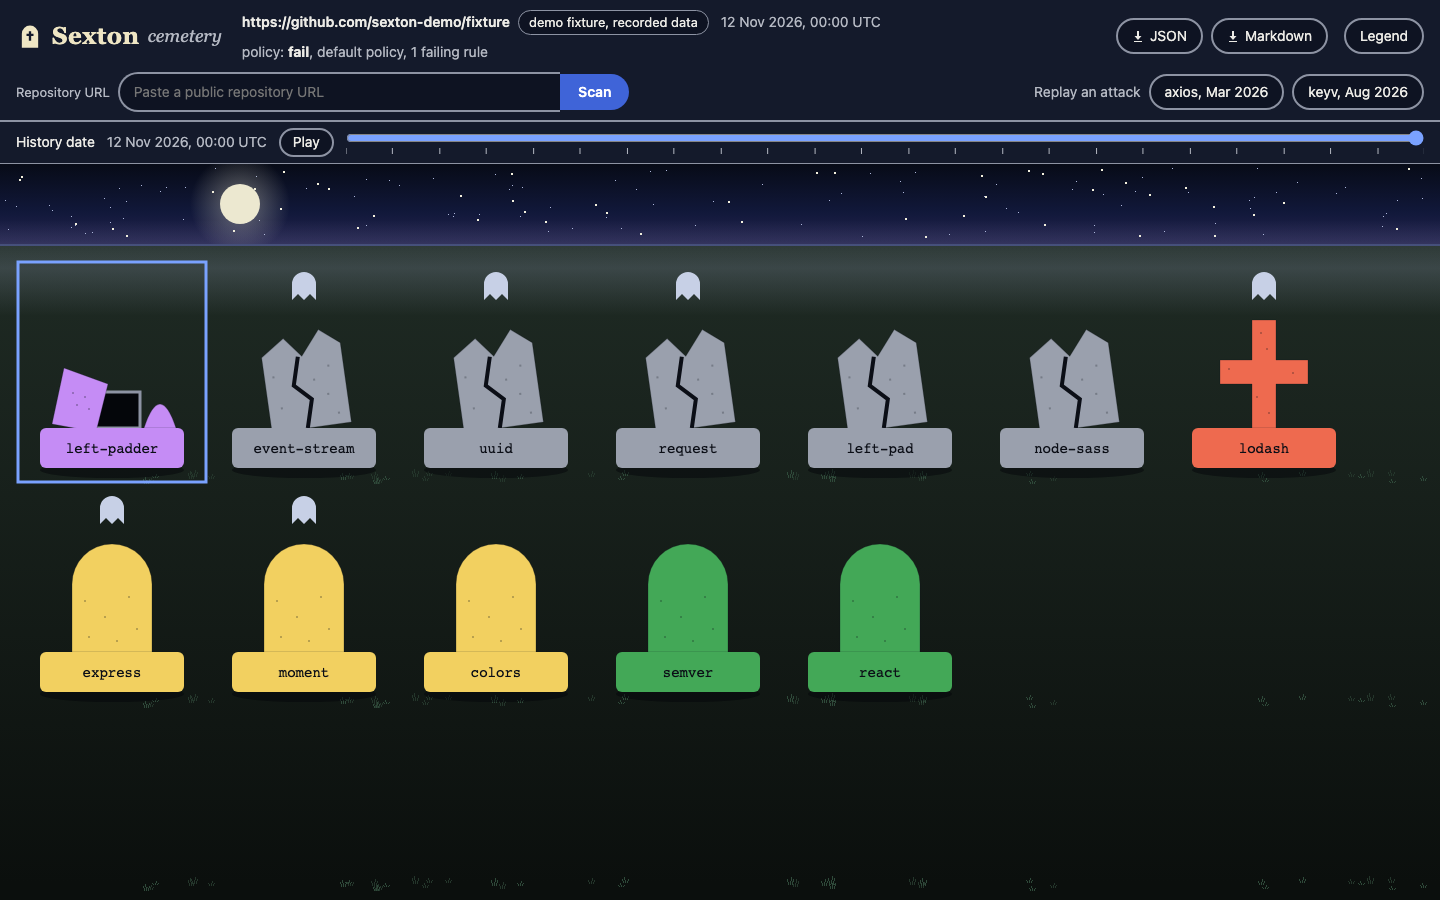 Sexton cemetery
https://github.com/sexton-demo/fixture demo fixture, recorded data 12 Nov 2026, 00:00 UTC
policy: fail, default policy, 1 failing rule
JSON Markdown Legend
Repository URL Paste a public repository URL Scan
Replay an attack axios, Mar 2026 keyv, Aug 2026
History date 12 Nov 2026, 00:00 UTC Play
left-padder event-stream uuid request left-pad node-sass lodash
express moment colors semver react